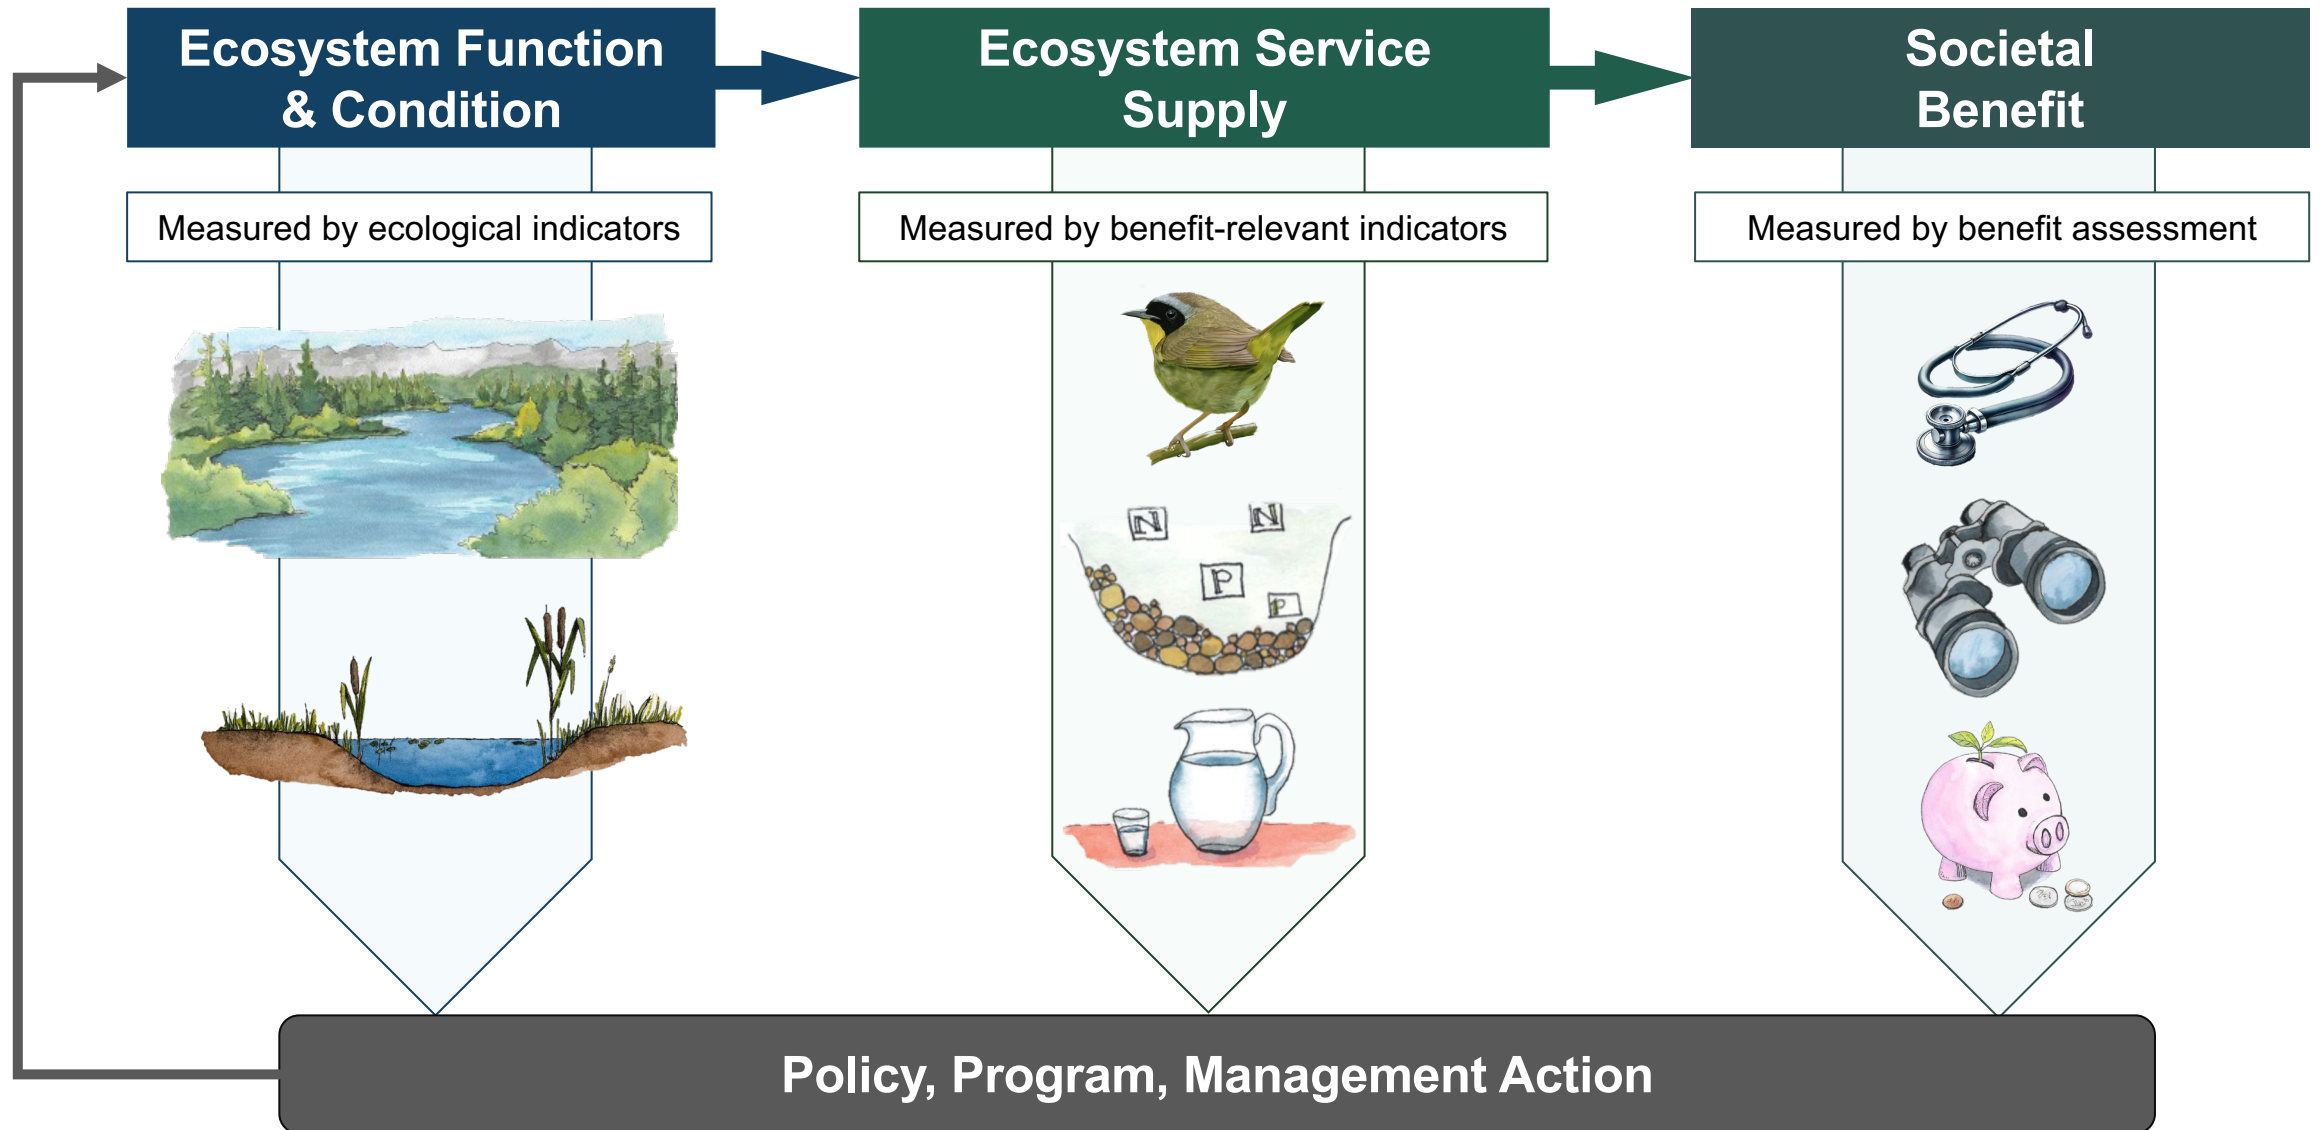 Ecosystem Function
& Condition
Ecosystem Service
Supply
Societal
Benefit
Measured by ecological indicators
Measured by benefit-relevant indicators
Measured by benefit assessment
N
N
P
P
Policy, Program, Management Action